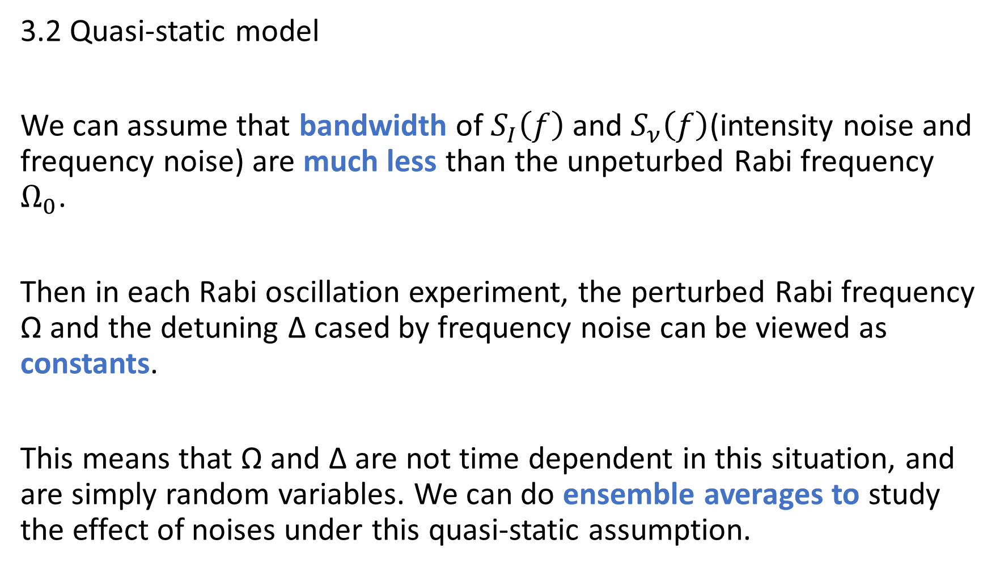 3.2 Quasi-static model
We can assume that bandwidth of S_I(f) and S_ν(f)(intensity noise and
frequency noise) are much less than the unpeturbed Rabi frequency
Ω₀.
Then in each Rabi oscillation experiment, the perturbed Rabi frequency
Ω and the detuning Δ cased by frequency noise can be viewed as
constants.
This means that Ω and Δ are not time dependent in this situation, and
are simply random variables. We can do ensemble averages to study
the effect of noises under this quasi-static assumption.